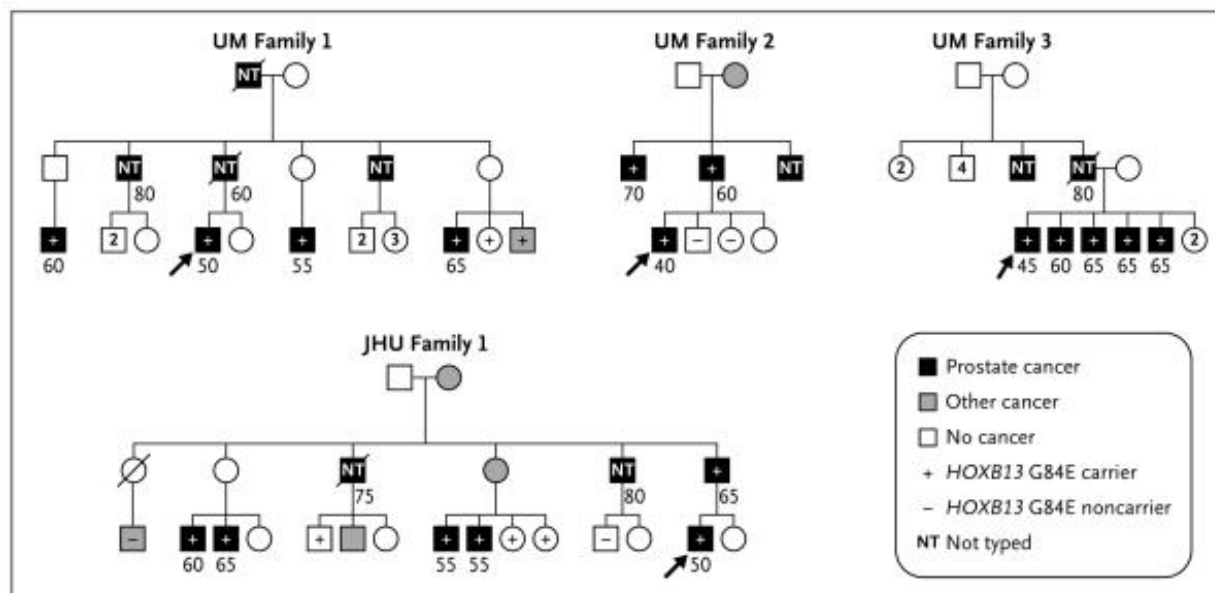 UM Family 1 UM Family 2 UM Family 3
NT
NT NT NT + + NT 2 4 NT NT
80 60 70 60 80
+ 2 + + 2 3 + + + + - - + + + + + 2
60 50 55 65 40 45 60 65 65 65
JHU Family 1
Prostate cancer
Other cancer
No cancer
+ HOXB13 G84E carrier
− HOXB13 G84E noncarrier
NT Not typed
NT NT +
75 80 65
− + + + + + + + − +
60 65 55 55 50